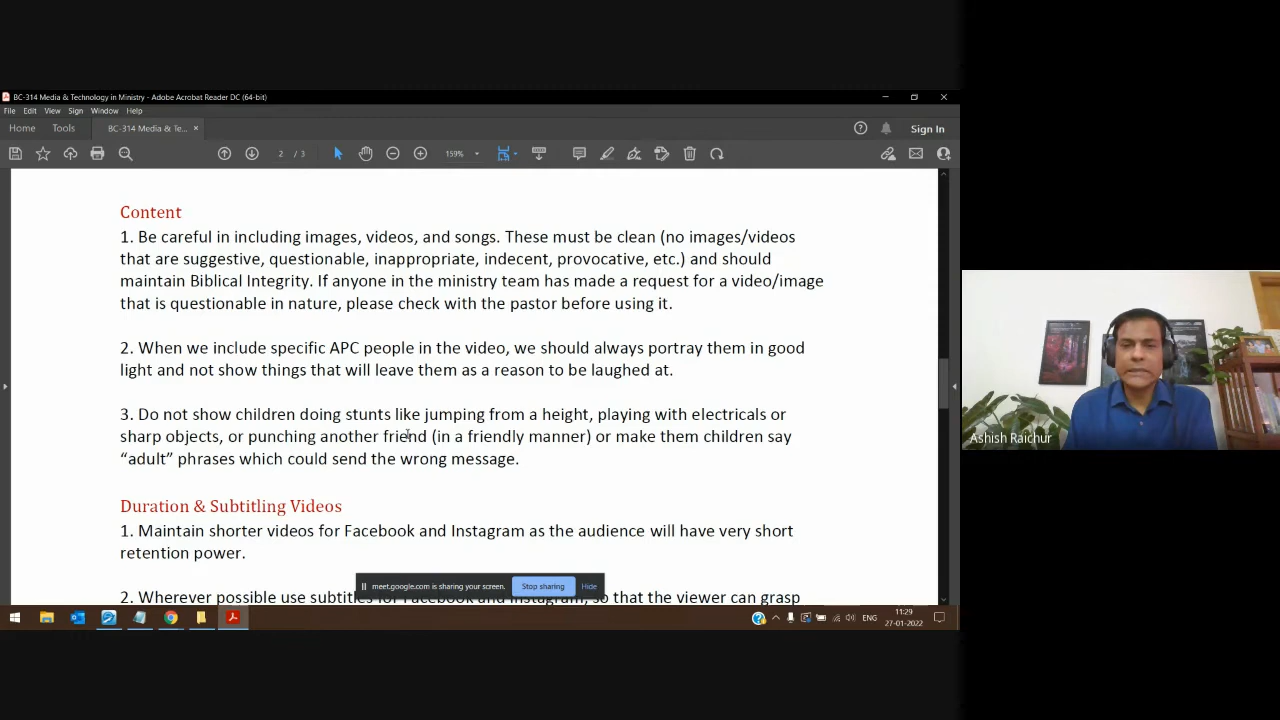 BC-314 Media & Technology in Ministry - Adobe Acrobat Reader DC (64-bit)
File Edit View Sign Window Help
Home Tools BC-314 Media & Te... × Sign In
2 / 3 159%
Content
1. Be careful in including images, videos, and songs. These must be clean (no images/videos
that are suggestive, questionable, inappropriate, indecent, provocative, etc.) and should
maintain Biblical Integrity. If anyone in the ministry team has made a request for a video/image
that is questionable in nature, please check with the pastor before using it.
2. When we include specific APC people in the video, we should always portray them in good
light and not show things that will leave them as a reason to be laughed at.
3. Do not show children doing stunts like jumping from a height, playing with electricals or
sharp objects, or punching another friend (in a friendly manner) or make them children say
“adult” phrases which could send the wrong message.
Duration & Subtitling Videos
1. Maintain shorter videos for Facebook and Instagram as the audience will have very short
retention power.
2. Wherever possible use subtitles for Facebook and Instagram, so that the viewer can grasp
meet.google.com is sharing your screen. Stop sharing Hide
ENG 11:29
27-01-2022
Ashish Raichur